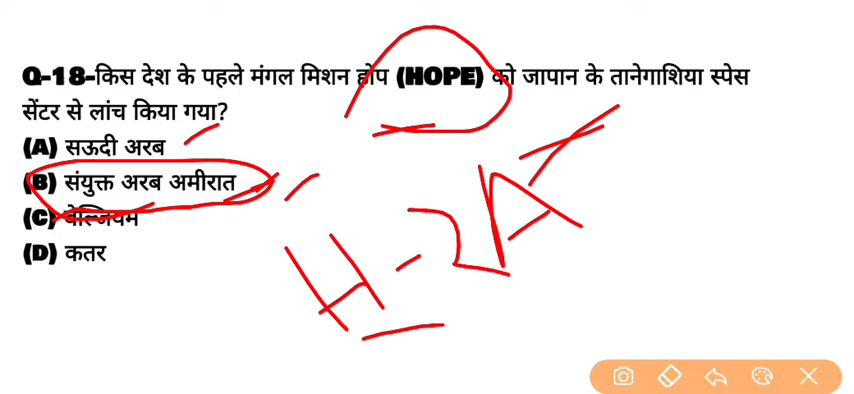 Q-18-किस देश के पहले मंगल मिशन होप (HOPE) को जापान के तानेगाशिया स्पेस
सेंटर से लांच किया गया?
(A) सऊदी अरब
(B) संयुक्त अरब अमीरात
(C) बेल्जियम
(D) कतर
H-2A